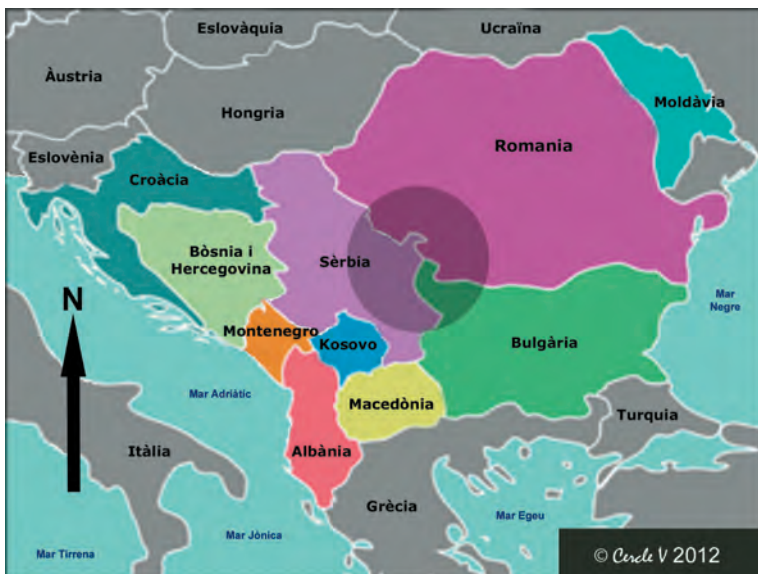 Eslovàquia
Ucraïna
Àustria
Hongria
Moldàvia
Romania
Eslovènia
Croàcia
Bòsnia i
Hercegovina
Sèrbia
N
Mar
Negre
Montenegro
Kosovo
Bulgària
Mar Adriàtic
Macedònia
Turquia
Itàlia
Albània
Grècia
Mar Egeu
Mar Jònica
Mar Tirrena
© Cercle V 2012